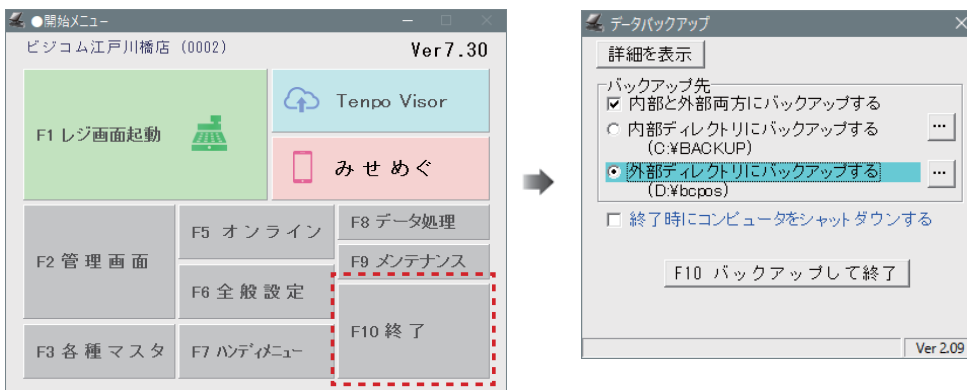 ●開始メニュー
ビジコム江戸川橋店 (0002)
Ver7.30
F1 レジ画面起動
Tenpo Visor
みせめぐ
F2 管理画面
F5 オンライン
F8 データ処理
F9 メンテナンス
F6 全般設定
F10 終了
F3 各種マスタ
F7 ハンディメニュー
データバックアップ
詳細を表示
バックアップ先
内部と外部両方にバックアップする
内部ディレクトリにバックアップする
(C:¥BACKUP)
...
外部ディレクトリにバックアップする
(D:¥bcpos)
...
終了時にコンピュータをシャットダウンする
F10 バックアップして終了
Ver 2.09